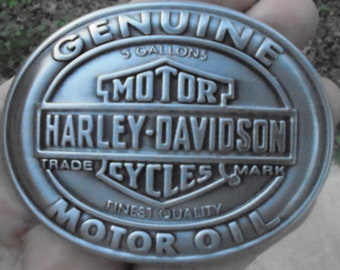 GENUINE
5 GALLONS
MOTOR
HARLEY-DAVIDSON
TRADE MARK
CYCLES
FINEST QUALITY
MOTOR OIL